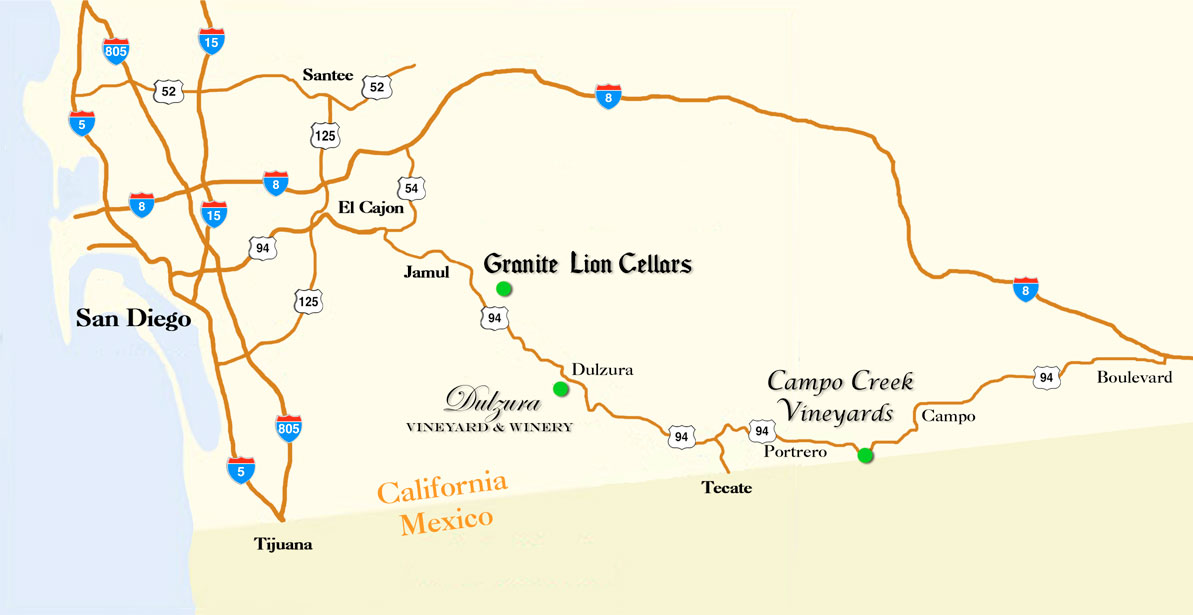 15
805
Santee
52
52
8
5
125
8
54
8
15
El Cajon
94
Granite Lion Cellars
Jamul
8
125
San Diego
94
Dulzura
Campo Creek
Vineyards
94
Boulevard
Dulzura
VINEYARD & WINERY
Campo
805
94
94
Portrero
5
California
Mexico
Tecate
Tijuana